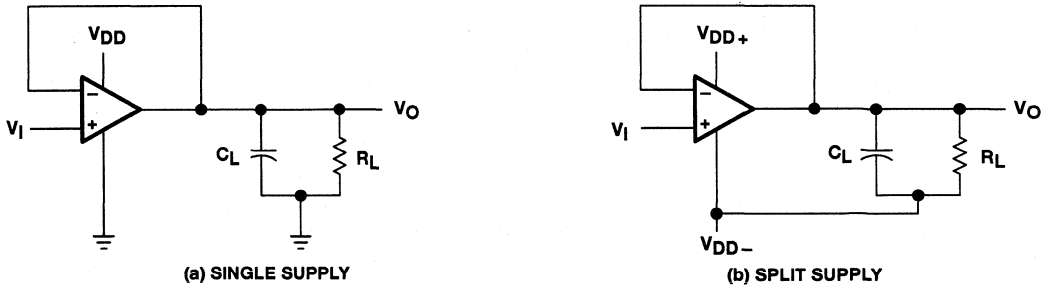 VDD
−
+
VI
VO
CL
RL
(a) SINGLE SUPPLY
VDD+
−
+
VI
VO
CL
RL
VDD−
(b) SPLIT SUPPLY